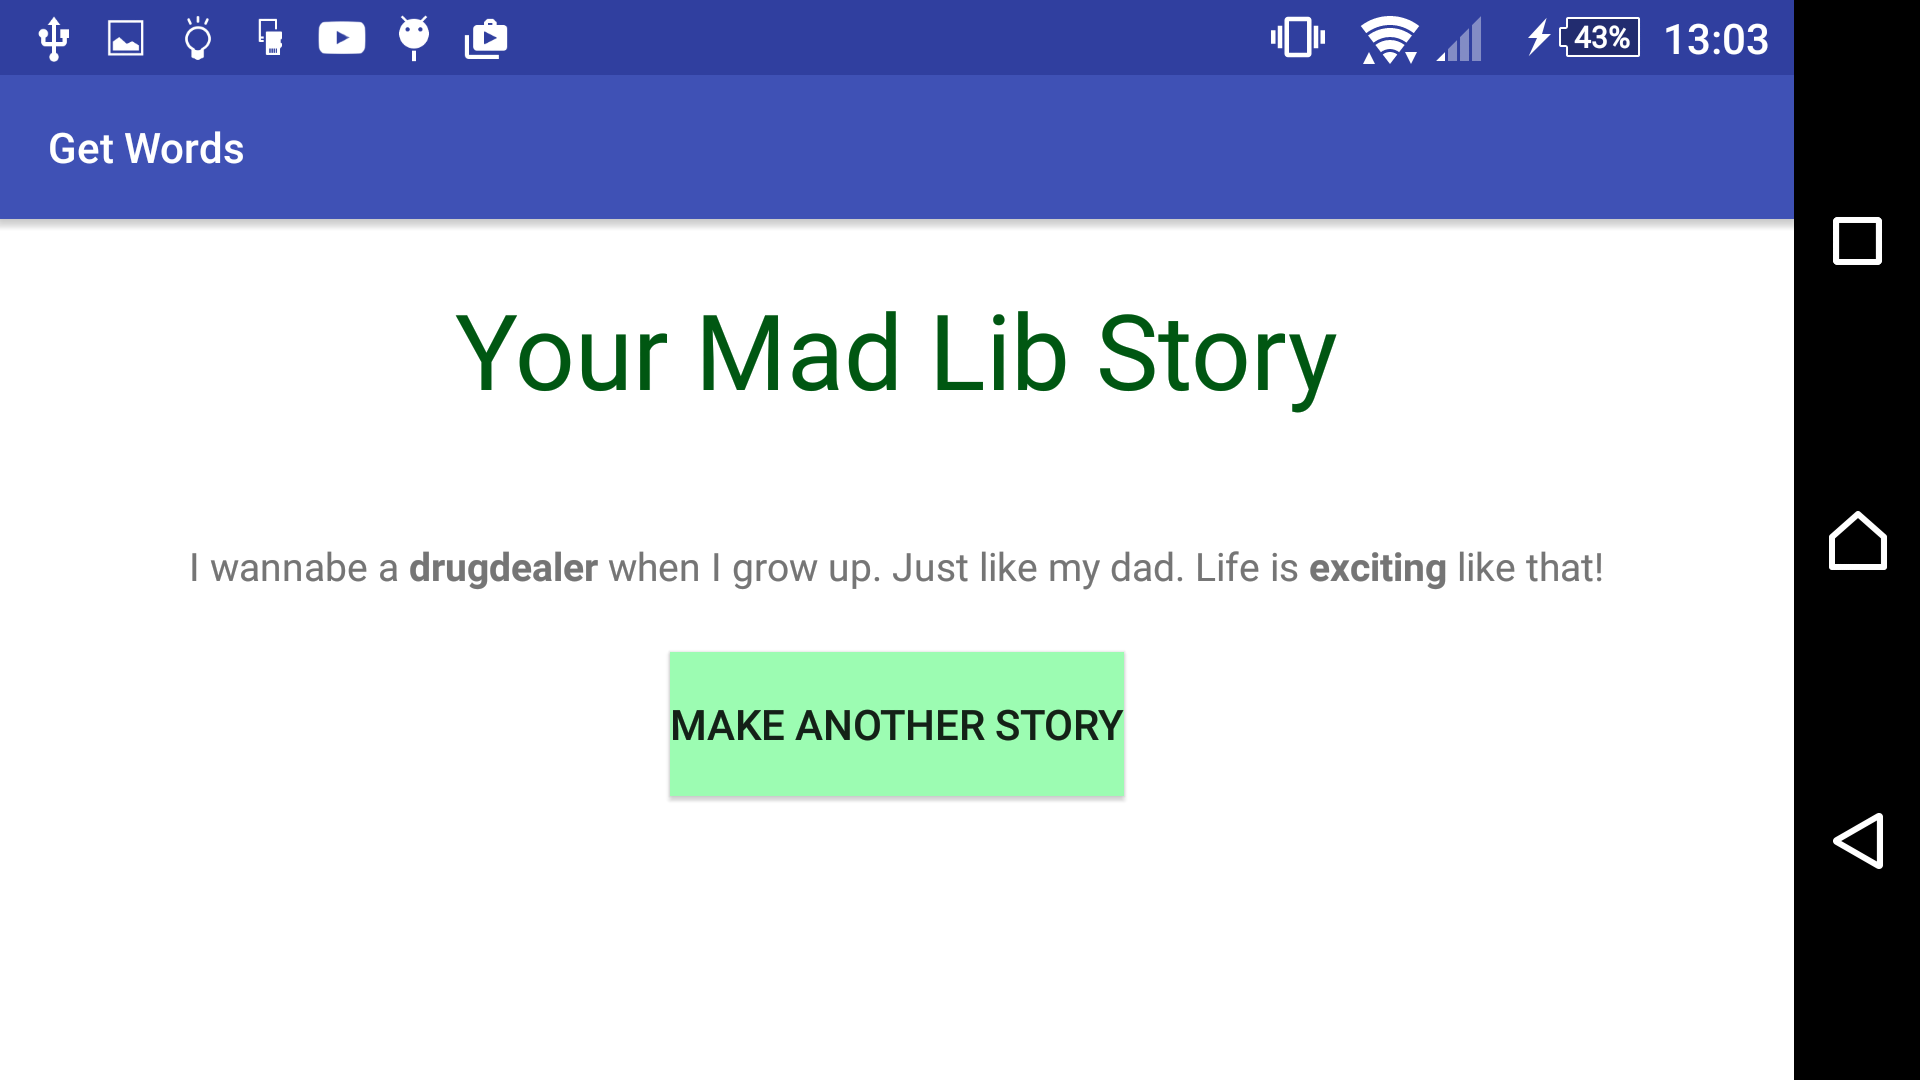 43% 13:03
Get Words
Your Mad Lib Story
I wannabe a drugdealer when I grow up. Just like my dad. Life is exciting like that!
MAKE ANOTHER STORY